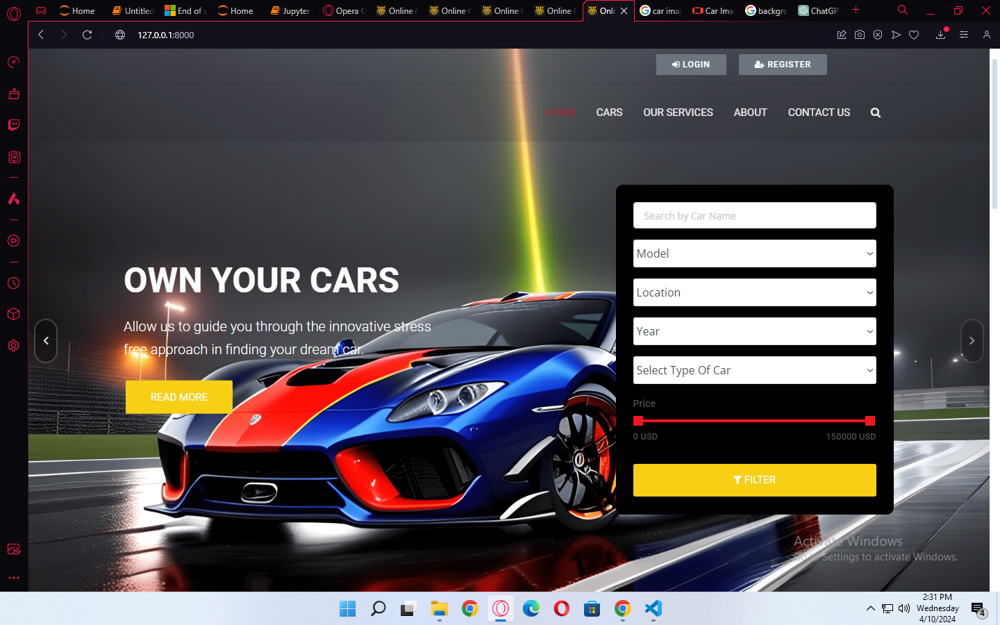 Home
Untitled
End of s
Home
Jupyter
Opera G
Online
Online
Online
Online
Onli
car imag
Car Ima
backgro
ChatGPT
127.0.0.1:8000
LOGIN
REGISTER
HOME
CARS
OUR SERVICES
ABOUT
CONTACT US
Search by Car Name
Model
Location
Year
Select Type Of Car
Price
0 USD
150000 USD
FILTER
OWN YOUR CARS
Allow us to guide you through the innovative stress
free approach in finding your dream car.
READ MORE
Activate Windows
Go to Settings to activate Windows.
2:31 PM
Wednesday
4/10/2024
4